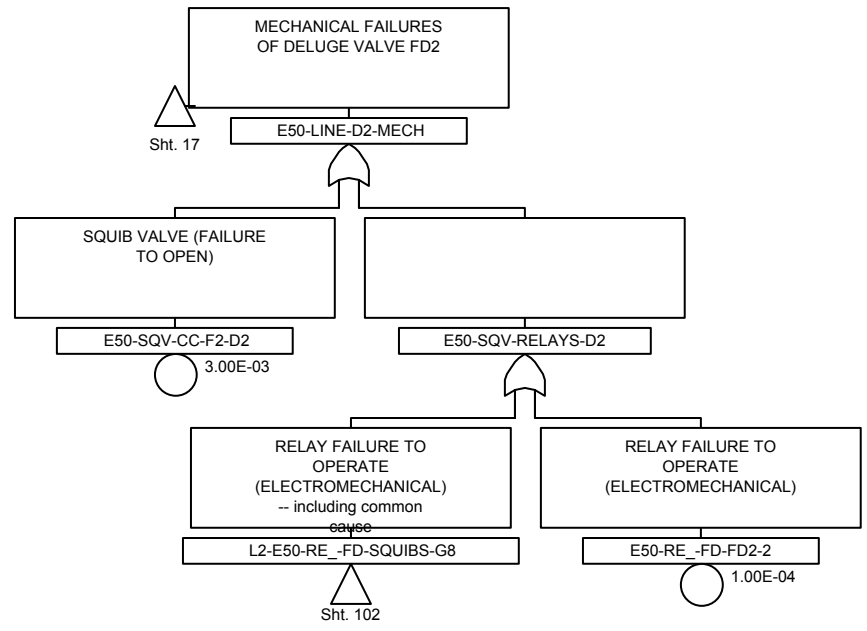 MECHANICAL FAILURES
OF DELUGE VALVE FD2
Sht. 17
E50-LINE-D2-MECH
SQUIB VALVE (FAILURE
TO OPEN)
E50-SQV-CC-F2-D2
3.00E-03
E50-SQV-RELAYS-D2
RELAY FAILURE TO
OPERATE
(ELECTROMECHANICAL)
-- including common
cause
L2-E50-RE_-FD-SQUIBS-G8
Sht. 102
RELAY FAILURE TO
OPERATE
(ELECTROMECHANICAL)
E50-RE_-FD-FD2-2
1.00E-04